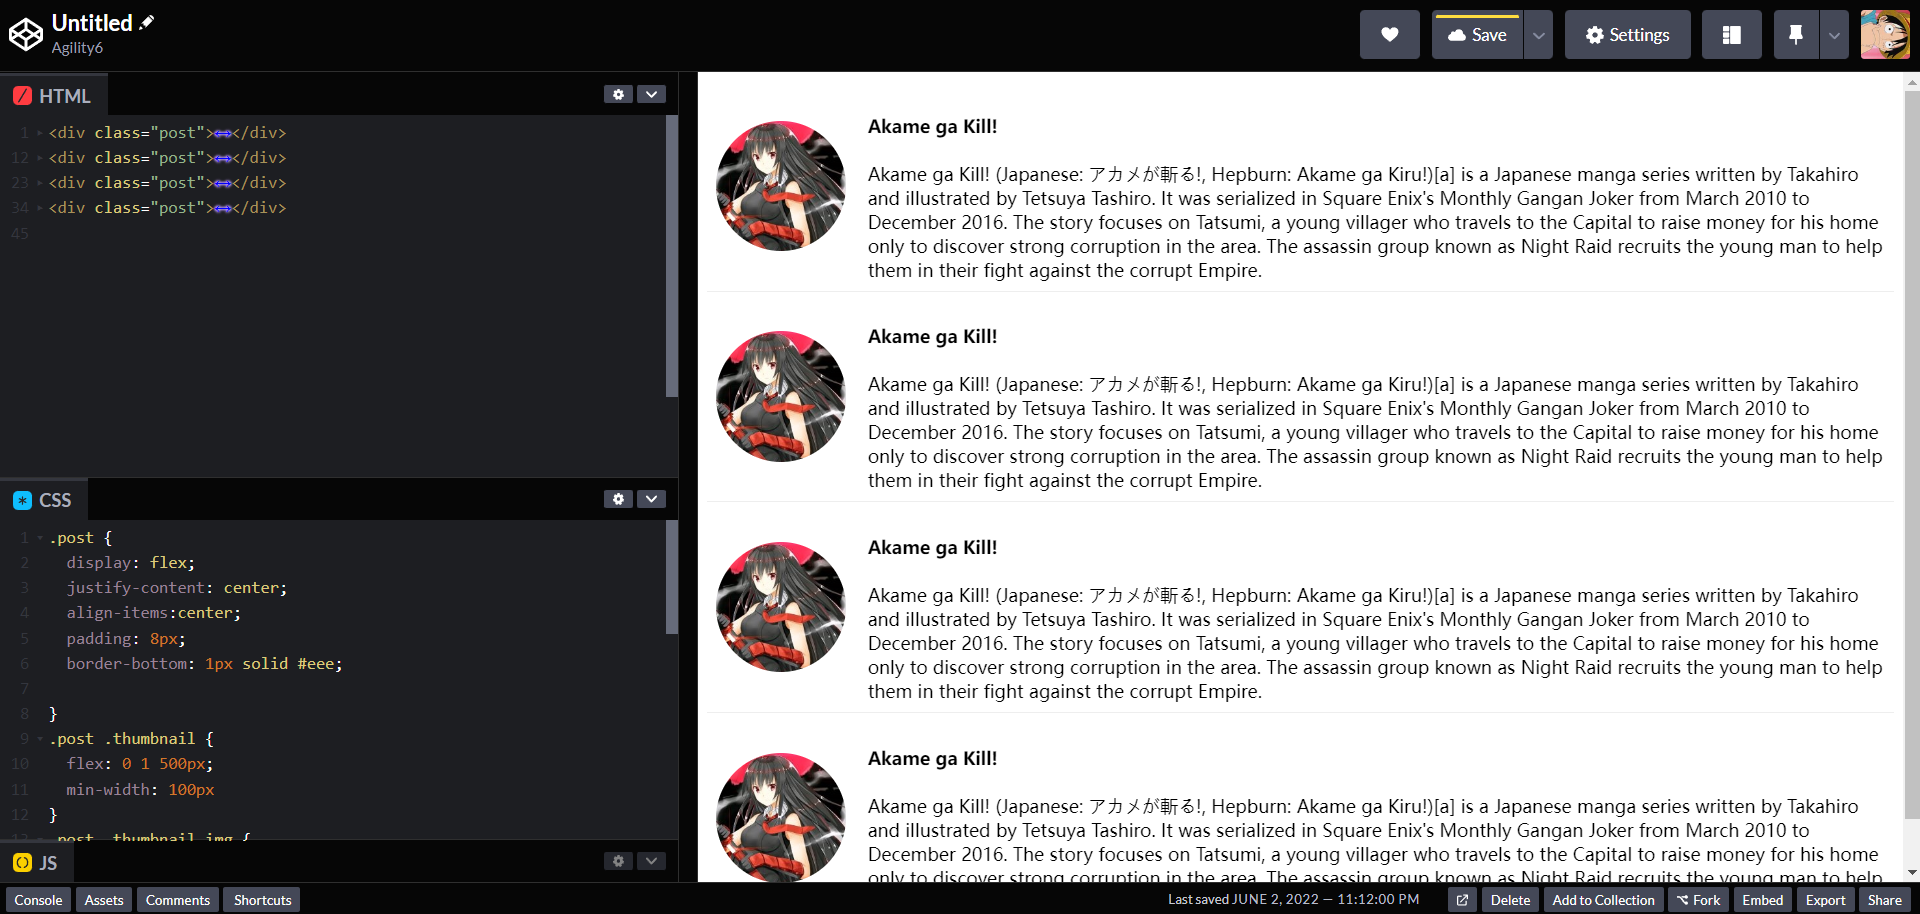 Untitled
Agility6
Save
Settings
HTML
1 <div class="post"></div>
12 <div class="post"></div>
23 <div class="post"></div>
34 <div class="post"></div>
45
CSS
1 .post {
2 display: flex;
3 justify-content: center;
4 align-items:center;
5 padding: 8px;
6 border-bottom: 1px solid #eee;
7
8 }
9 .post .thumbnail {
10 flex: 0 1 500px;
11 min-width: 100px
12 }
13 .post .thumbnail img {
JS
Akame ga Kill!
Akame ga Kill! (Japanese: アカメが斬る!, Hepburn: Akame ga Kiru!)[a] is a Japanese manga series written by Takahiro
and illustrated by Tetsuya Tashiro. It was serialized in Square Enix's Monthly Gangan Joker from March 2010 to
December 2016. The story focuses on Tatsumi, a young villager who travels to the Capital to raise money for his home
only to discover strong corruption in the area. The assassin group known as Night Raid recruits the young man to help
them in their fight against the corrupt Empire.
Akame ga Kill!
Akame ga Kill! (Japanese: アカメが斬る!, Hepburn: Akame ga Kiru!)[a] is a Japanese manga series written by Takahiro
and illustrated by Tetsuya Tashiro. It was serialized in Square Enix's Monthly Gangan Joker from March 2010 to
December 2016. The story focuses on Tatsumi, a young villager who travels to the Capital to raise money for his home
only to discover strong corruption in the area. The assassin group known as Night Raid recruits the young man to help
them in their fight against the corrupt Empire.
Akame ga Kill!
Akame ga Kill! (Japanese: アカメが斬る!, Hepburn: Akame ga Kiru!)[a] is a Japanese manga series written by Takahiro
and illustrated by Tetsuya Tashiro. It was serialized in Square Enix's Monthly Gangan Joker from March 2010 to
December 2016. The story focuses on Tatsumi, a young villager who travels to the Capital to raise money for his home
only to discover strong corruption in the area. The assassin group known as Night Raid recruits the young man to help
them in their fight against the corrupt Empire.
Akame ga Kill!
Akame ga Kill! (Japanese: アカメが斬る!, Hepburn: Akame ga Kiru!)[a] is a Japanese manga series written by Takahiro
and illustrated by Tetsuya Tashiro. It was serialized in Square Enix's Monthly Gangan Joker from March 2010 to
December 2016. The story focuses on Tatsumi, a young villager who travels to the Capital to raise money for his home
only to discover strong corruption in the area. The assassin group known as Night Raid recruits the young man to help
Console Assets Comments Shortcuts
Last saved JUNE 2, 2022 — 11:12:00 PM
Delete Add to Collection Fork Embed Export Share